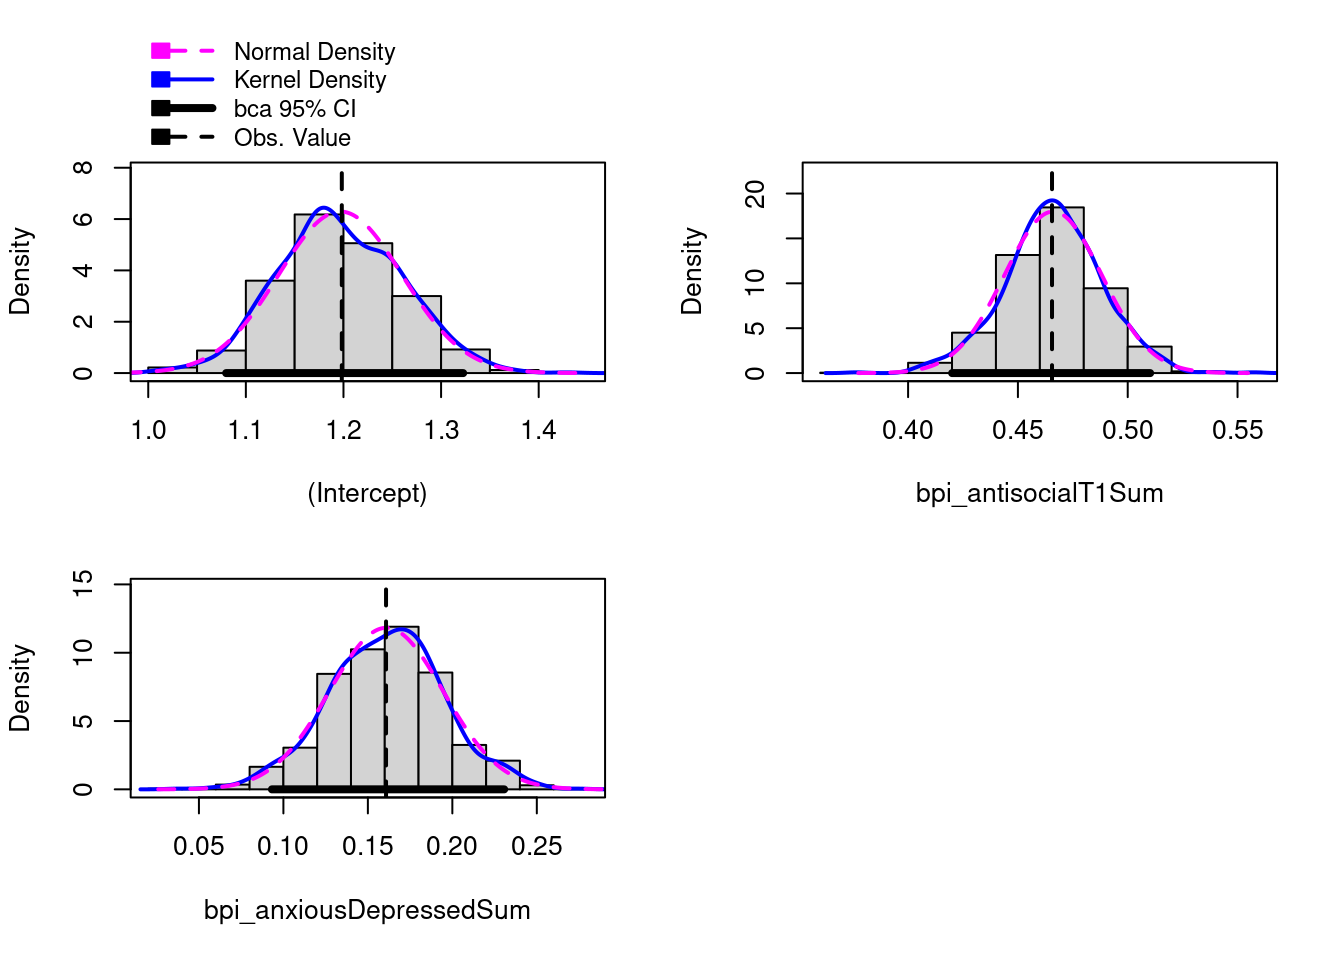 Normal Density
Kernel Density
bca 95% CI
Obs. Value
Density
8
6
4
2
0
1.0 1.1 1.2 1.3 1.4
(Intercept)
Density
20
10
5
0
0.40 0.45 0.50 0.55
bpi_antisocialT1Sum
Density
15
10
5
0
0.05 0.10 0.15 0.20 0.25
bpi_anxiousDepressedSum